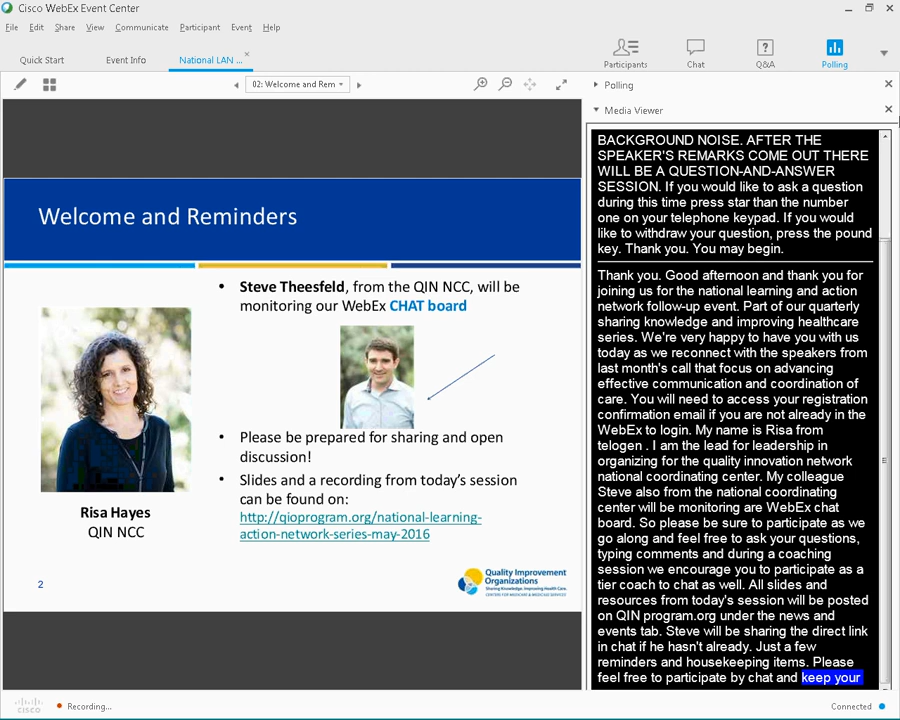 Cisco WebEx Event Center
File Edit Share View Communicate Participant Event Help
Quick Start Event Info National LAN ...
Participants Chat Q&A Polling
02: Welcome and Rem
Polling
Media Viewer
Welcome and Reminders
• Steve Theesfeld, from the QIN NCC, will be
monitoring our WebEx CHAT board
• Please be prepared for sharing and open
discussion!
• Slides and a recording from today's session
can be found on:
http://qioprogram.org/national-learning-
action-network-series-may-2016
Risa Hayes
QIN NCC
2
Quality Improvement
Organizations
Sharing Knowledge. Improving Health Care.
CENTERS FOR MEDICARE & MEDICAID SERVICES
BACKGROUND NOISE. AFTER THE
SPEAKER'S REMARKS COME OUT THERE
WILL BE A QUESTION-AND-ANSWER
SESSION. If you would like to ask a question
during this time press star than the number
one on your telephone keypad. If you would
like to withdraw your question, press the pound
key. Thank you. You may begin.
Thank you. Good afternoon and thank you for
joining us for the national learning and action
network follow-up event. Part of our quarterly
sharing knowledge and improving healthcare
series. We're very happy to have you with us
today as we reconnect with the speakers from
last month's call that focus on advancing
effective communication and coordination of
care. You will need to access your registration
confirmation email if you are not already in the
WebEx to login. My name is Risa from
telogen . I am the lead for leadership in
organizing for the quality innovation network
national coordinating center. My colleague
Steve also from the national coordinating
center will be monitoring are WebEx chat
board. So please be sure to participate as we
go along and feel free to ask your questions,
typing comments and during a coaching
session we encourage you to participate as a
tier coach to chat as well. All slides and
resources from today's session will be posted
on QIN program.org under the news and
events tab. Steve will be sharing the direct link
in chat if he hasn't already. Just a few
reminders and housekeeping items. Please
feel free to participate by chat and keep your
cisco
Recording...
Connected